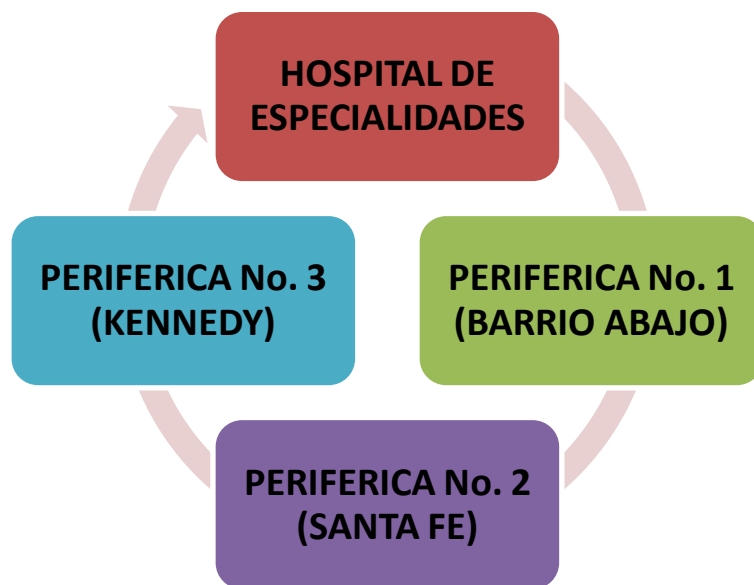 HOSPITAL DE
ESPECIALIDADES
PERIFERICA No. 3
(KENNEDY)
PERIFERICA No. 1
(BARRIO ABAJO)
PERIFERICA No. 2
(SANTA FE)